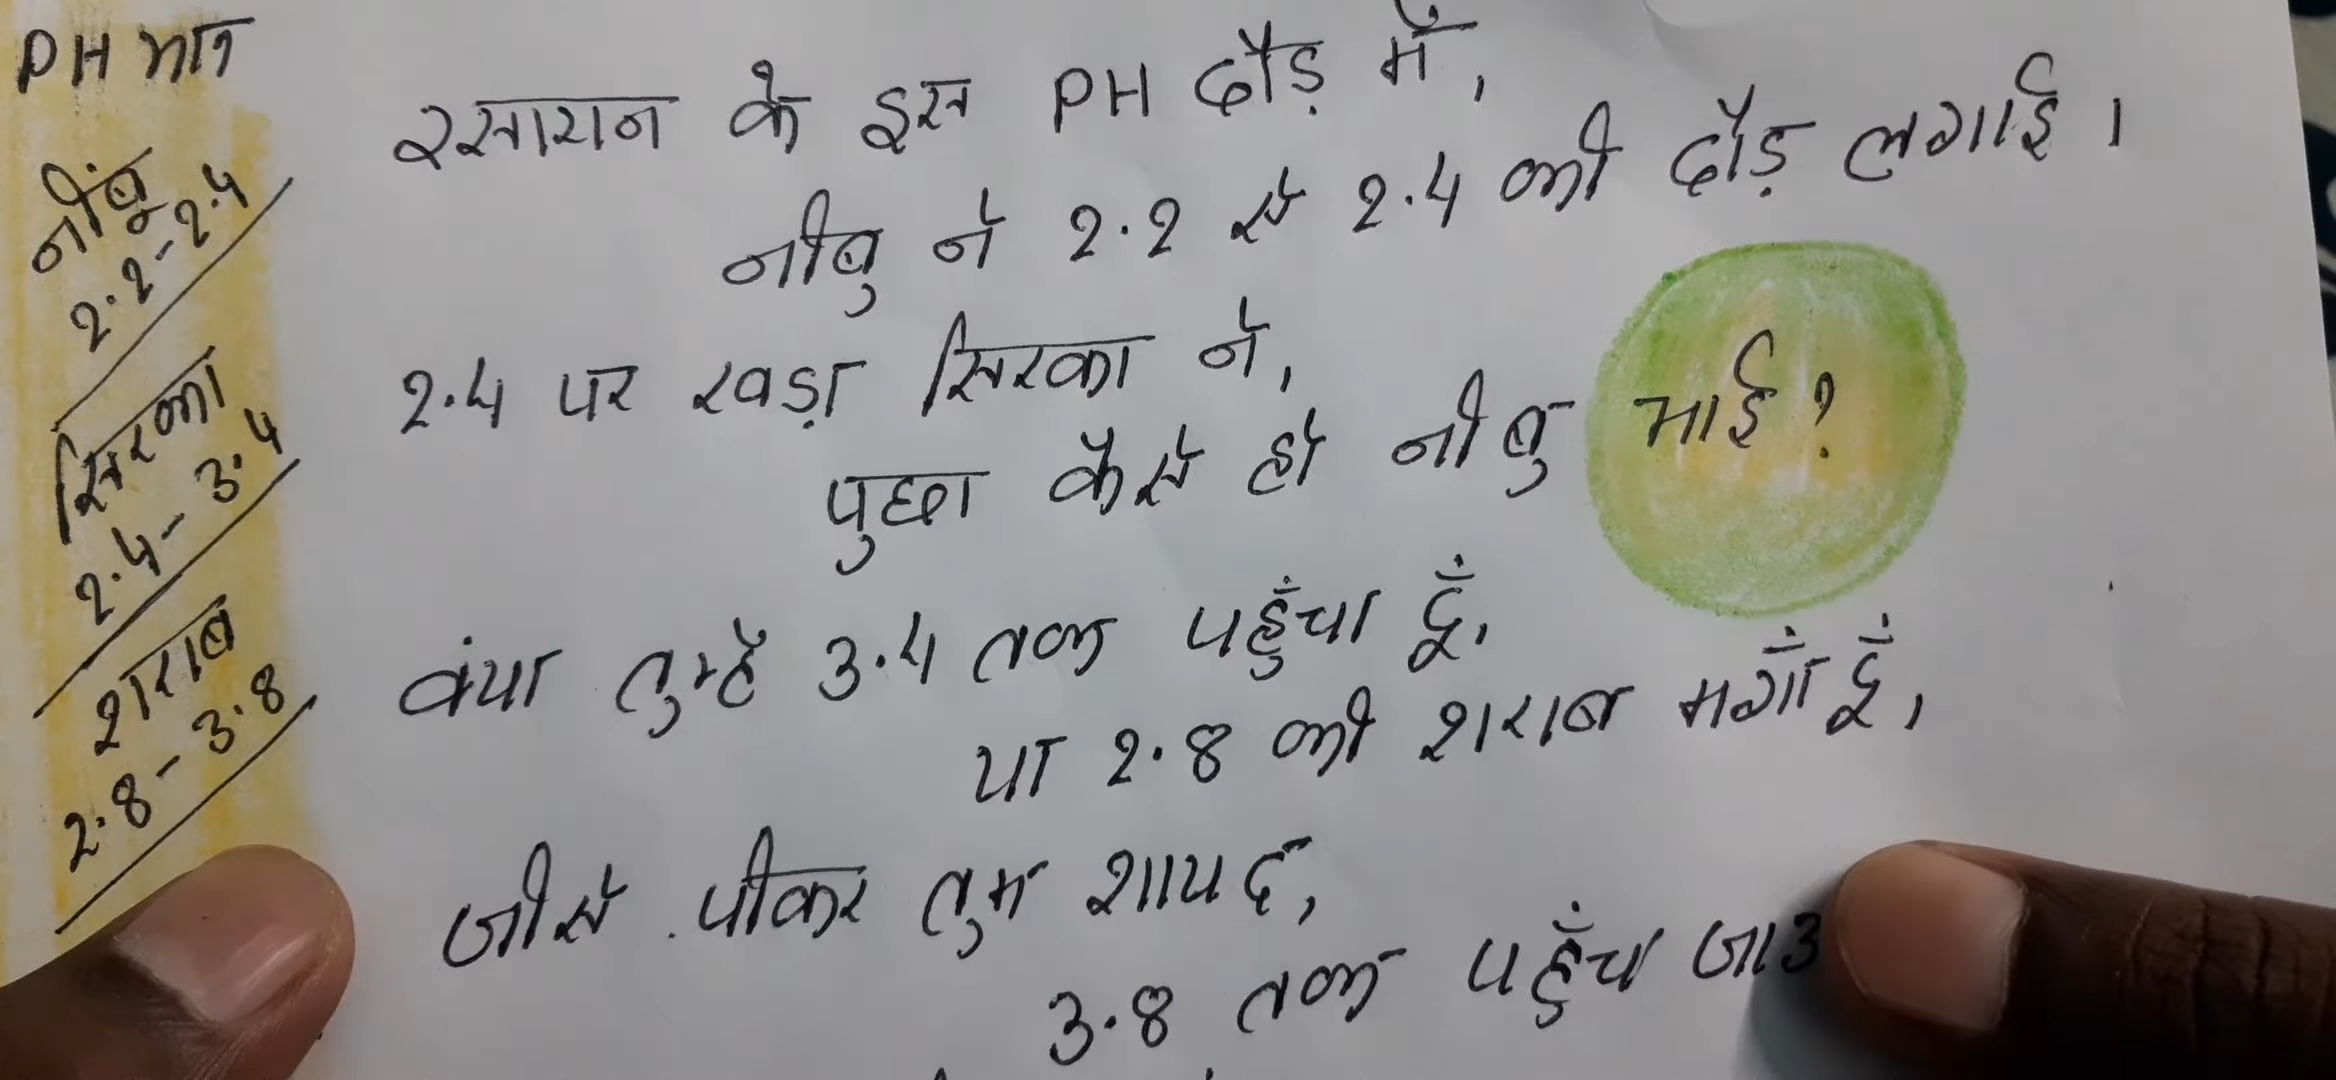 PH मान
नींबू
2.2-2.4
सिरका
2.4-3.4
शराब
2.8-3.8
रसायन के इस PH दौड़ में,
नीबु ने 2.2 से 2.4 की दौड़ लगाई ।
2.4 पर खड़ा सिरका ने,
पुछा कैसे हो नीबु भाई?
क्या तुम्हे 3.4 तक पहुँचा दूँ,
या 2.8 की शराब मगाँ दूँ,
जीसे पीकर तुम शायद,
3.8 तक पहुँच